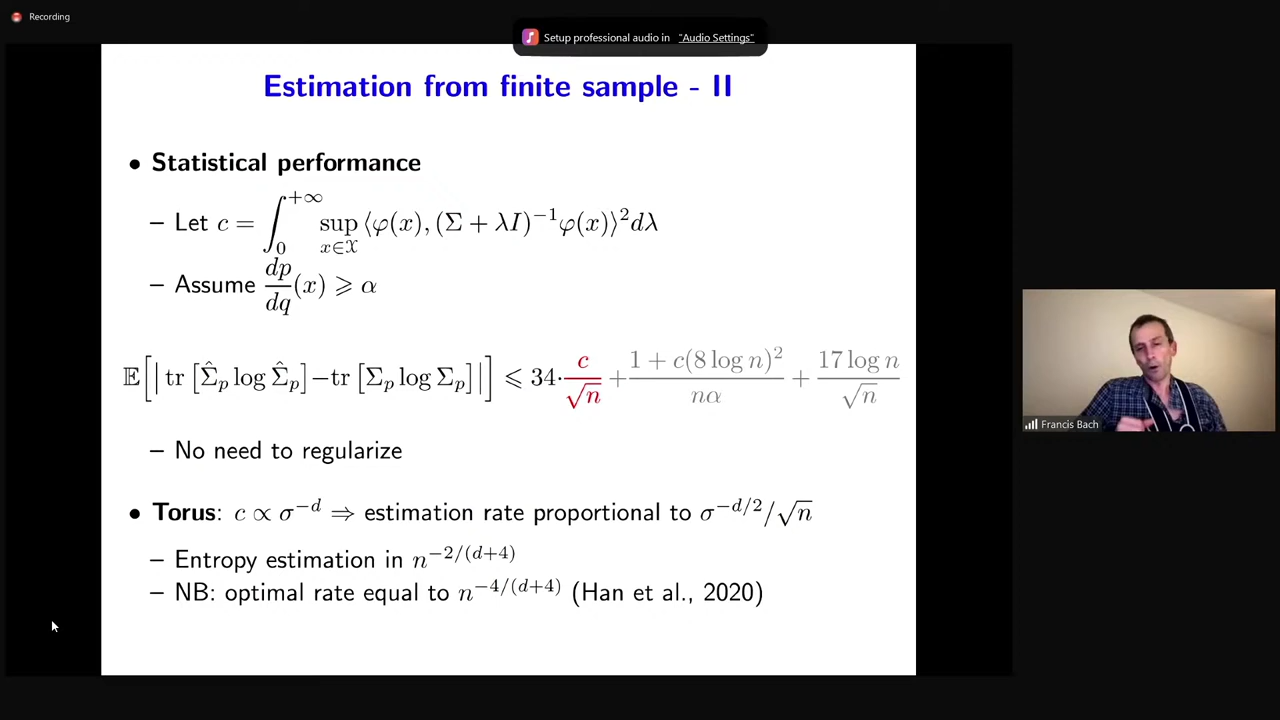 Recording
Setup professional audio in "Audio Settings"
Estimation from finite sample - II
• Statistical performance
– Let c = ∫₀^{+∞} sup_{x∈𝒳} ⟨φ(x), (Σ + λI)⁻¹φ(x)⟩² dλ
– Assume dp/dq (x) ⩾ α
𝔼[| tr [Σ̂_p log Σ̂_p] − tr [Σ_p log Σ_p] |] ⩽ 34· c/√n + (1 + c(8 log n)²)/(nα) + (17 log n)/√n
– No need to regularize
Francis Bach
• Torus: c ∝ σ^{−d} ⇒ estimation rate proportional to σ^{−d/2}/√n
– Entropy estimation in n^{−2/(d+4)}
– NB: optimal rate equal to n^{−4/(d+4)} (Han et al., 2020)